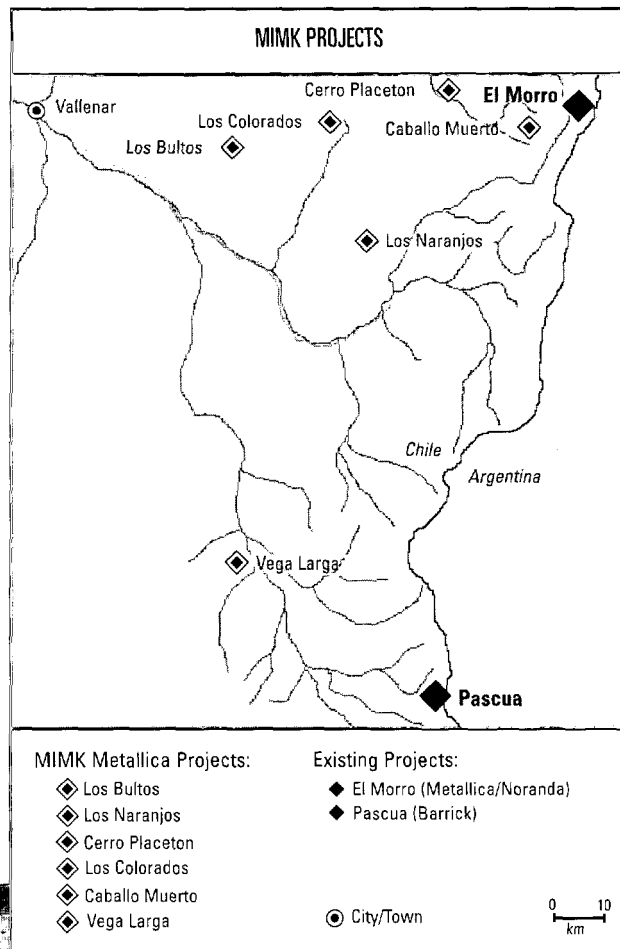 MIMK PROJECTS
Cerro Placeton
El Morro
Vallenar
Los Colorados
Caballo Muerto
Los Bultos
Los Naranjos
Chile
Argentina
Vega Larga
Pascua
MIMK Metallica Projects:
Los Bultos
Los Naranjos
Cerro Placeton
Los Colorados
Caballo Muerto
Vega Larga
Existing Projects:
El Morro (Metallica/Noranda)
Pascua (Barrick)
City/Town
0 10
km